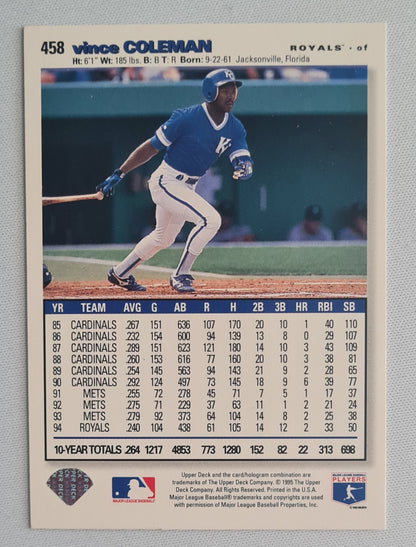 458 vince COLEMAN ROYALS · of
Ht: 6'1" Wt: 185 lbs. B: B T: R Born: 9-22-61 Jacksonville, Florida
YR TEAM AVG G AB R H 2B 3B HR RBI SB
85 CARDINALS .267 151 636 107 170 20 10 1 40 110
86 CARDINALS .232 154 600 94 139 13 8 0 29 107
87 CARDINALS .289 151 623 121 180 14 10 3 43 109
88 CARDINALS .260 153 616 77 160 20 10 3 38 81
89 CARDINALS .254 145 563 94 143 21 9 2 28 65
90 CARDINALS .292 124 497 73 145 18 9 6 39 77
91 METS .255 72 278 45 71 7 5 1 17 37
92 METS .275 71 229 37 63 11 1 2 21 24
93 METS .279 92 373 64 104 14 8 2 25 38
94 ROYALS .240 104 438 61 105 14 12 2 33 50
10-YEAR TOTALS .264 1217 4853 773 1280 152 82 22 313 698
Upper Deck and the card/hologram combination are
trademarks of The Upper Deck Company. © 1995 The Upper
Deck Company. All Rights Reserved. Printed in the U.S.A.
Major League Baseball trademarks and copyrights are used
with permission of Major League Baseball Properties, Inc.
MAJOR LEAGUE BASEBALL
MAJOR LEAGUE BASEBALL
PLAYERS